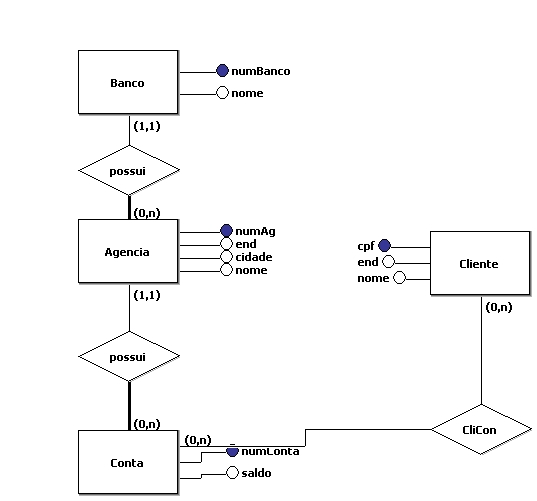 numBanco
Banco
nome
(1,1)
possui
(0,n)
numAg
end
Agencia
cidade
nome
cpf
end
Cliente
nome
(1,1)
(0,n)
possui
(0,n)
CliCon
(0,n)
numConta
Conta
saldo